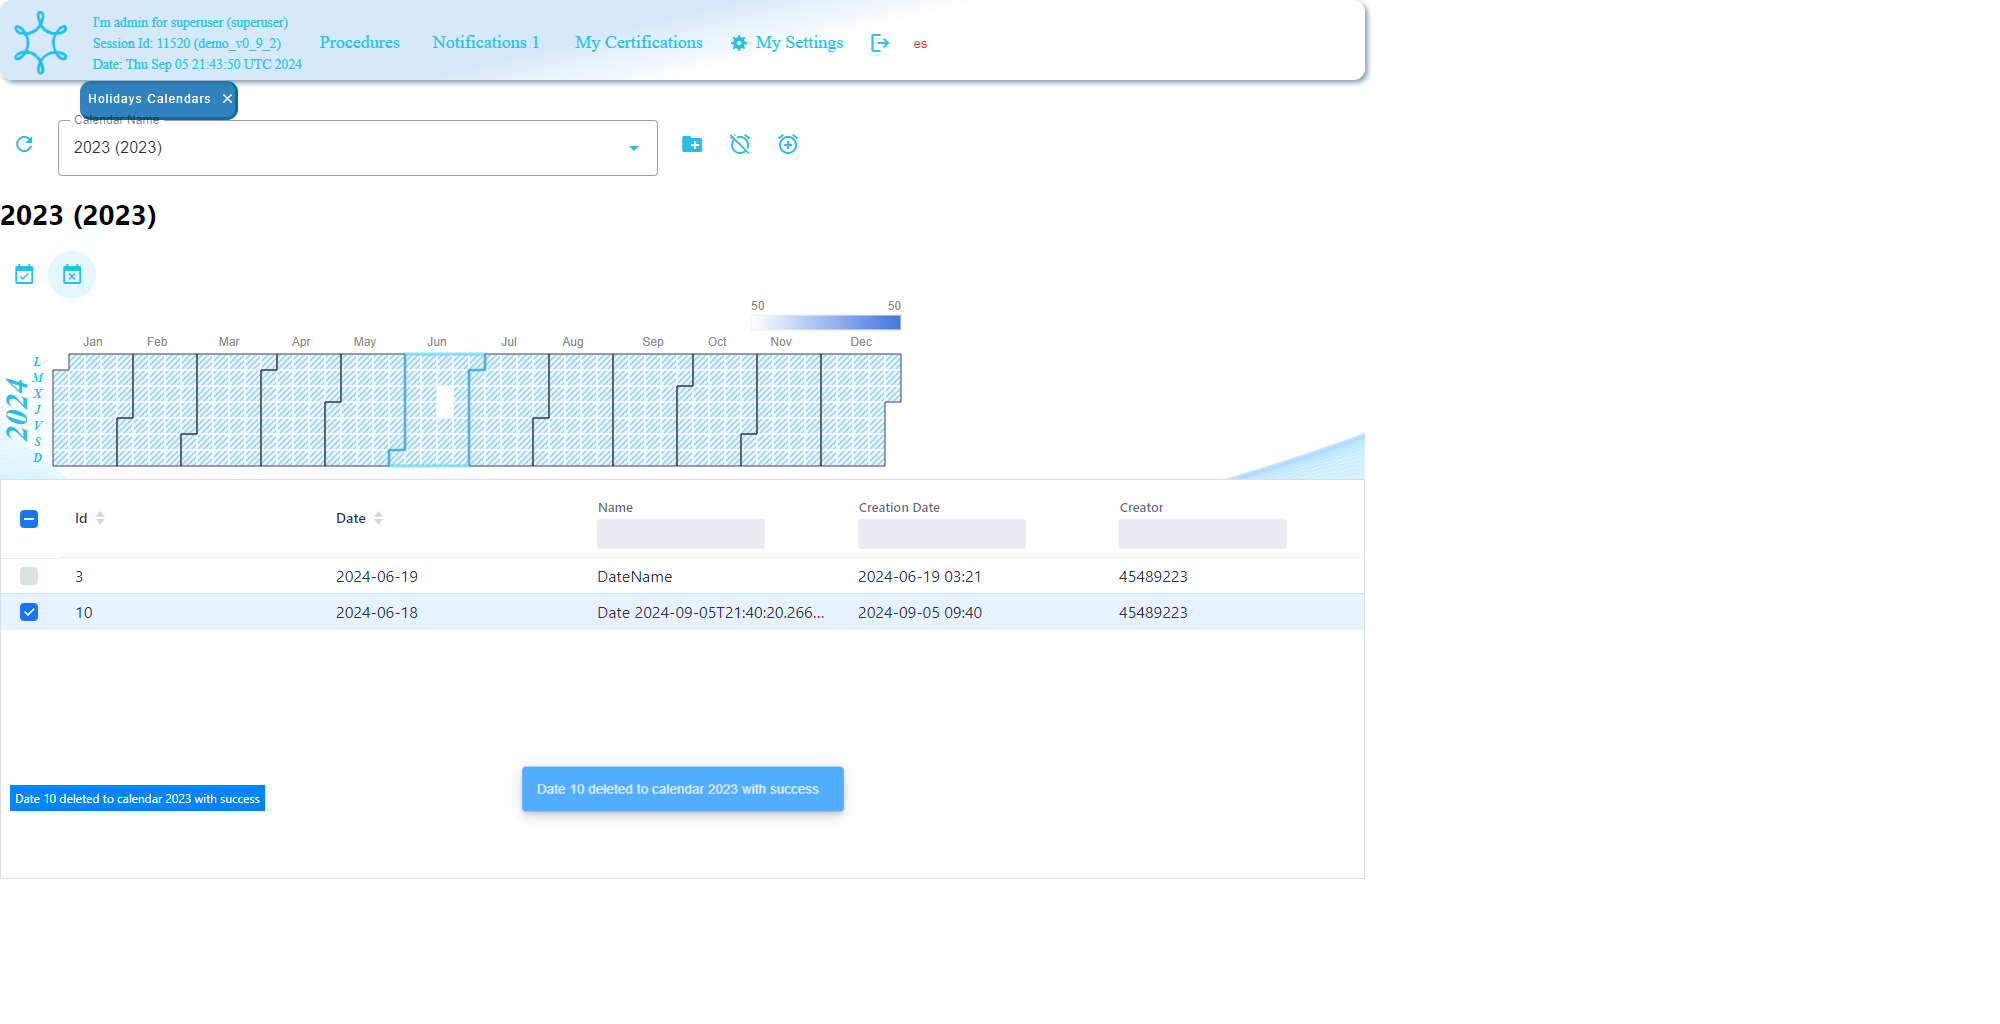 I'm admin for superuser (superuser)
Session Id: 11520 (demo_v0_9_2)
Date: Thu Sep 05 21:43:50 UTC 2024
Procedures
Notifications 1
My Certifications
My Settings
es
Holidays Calendars
Calendar Name
2023 (2023)
2023 (2023)
50 50
Jan Feb Mar Apr May Jun Jul Aug Sep Oct Nov Dec
2024
L
M
X
J
V
S
D
Id Date Name Creation Date Creator
3 2024-06-19 DateName 2024-06-19 03:21 45489223
10 2024-06-18 Date 2024-09-05T21:40:20.266... 2024-09-05 09:40 45489223
Date 10 deleted to calendar 2023 with success
Date 10 deleted to calendar 2023 with success